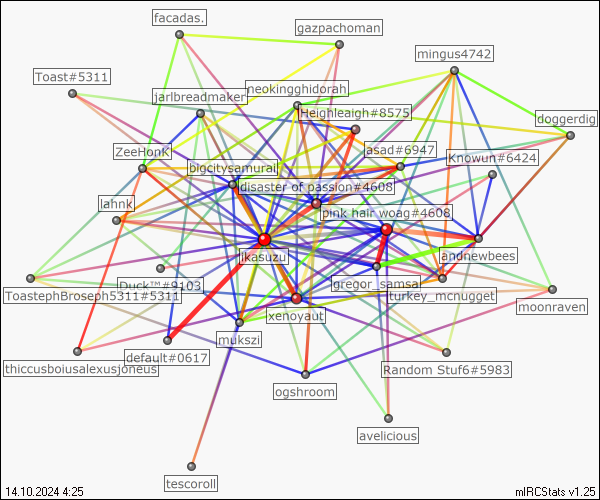 facadas.
gazpachoman
mingus4742
Toast#5311
neokingghidorah
jarlbreadmaker
Heighleaigh#8575
doggerdig
ZeeHonK
asad#6947
Knowun#6424
bigcitysamurai
disaster of passion#4608
lahnk
pink hair woag#4608
ikasuzu
andnewbees
Duck™#9103
gregor_samsa
ToastephBroseph5311#5311
turkey_mcnugget
moonraven
xenoyaut
mukszi
default#0617
thiccusboiusalexusjoneus
Random Stuf6#5983
ogshroom
avelicious
tescoroll
14.10.2024 4:25
mIRCStats v1.25